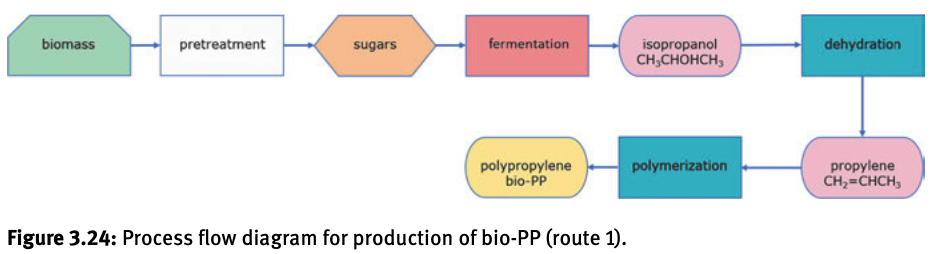 biomass
pretreatment
sugars
fermentation
isopropanol
CH₃CHOHCH₃
dehydration
polypropylene
bio-PP
polymerization
propylene
CH₂=CHCH₃
Figure 3.24: Process flow diagram for production of bio-PP (route 1).